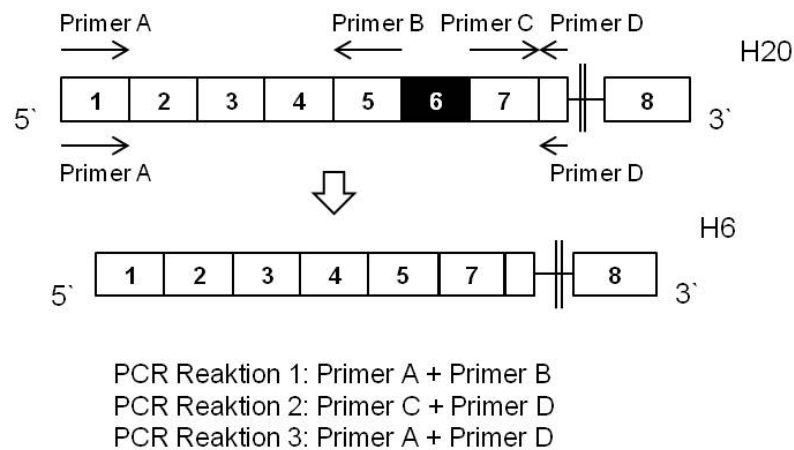 Primer A Primer B Primer C Primer D
H20
5` 1 2 3 4 5 6 7 8 3`
Primer A Primer D
H6
5` 1 2 3 4 5 7 8 3`
PCR Reaktion 1: Primer A + Primer B
PCR Reaktion 2: Primer C + Primer D
PCR Reaktion 3: Primer A + Primer D